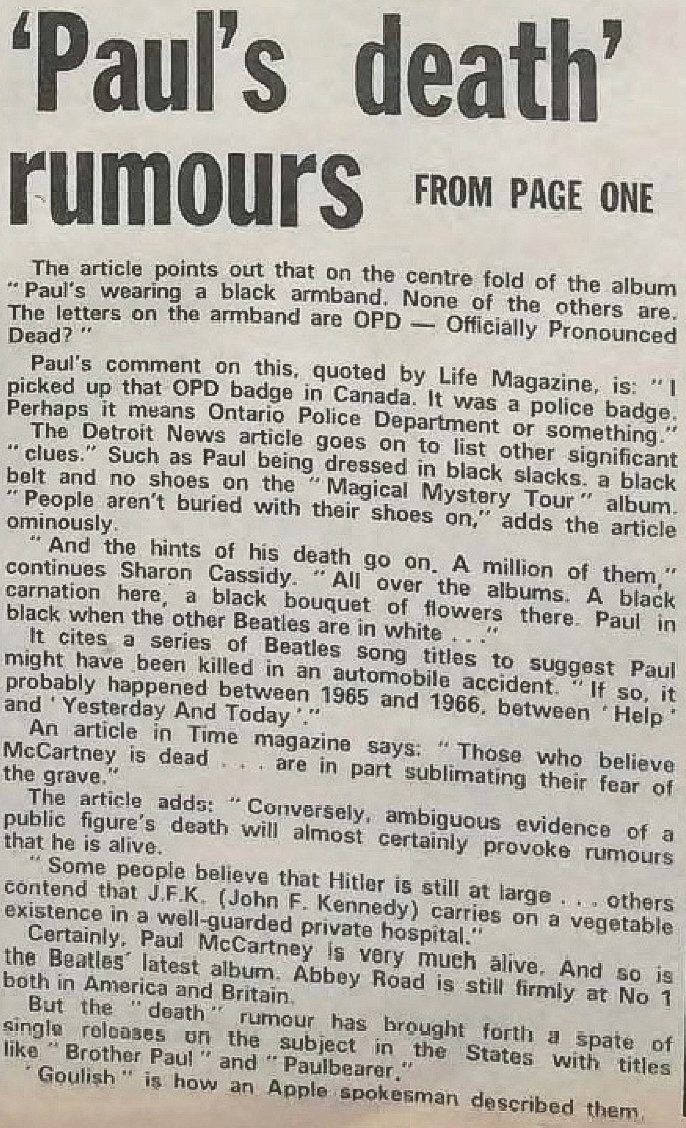 'Paul's death'
rumours FROM PAGE ONE
The article points out that on the centre fold of the album
"Paul's wearing a black armband. None of the others are.
The letters on the armband are OPD — Officially Pronounced
Dead?"
Paul's comment on this, quoted by Life Magazine, is: "I
picked up that OPD badge in Canada. It was a police badge.
Perhaps it means Ontario Police Department or something."
The Detroit News article goes on to list other significant
"clues." Such as Paul being dressed in black slacks. a black
belt and no shoes on the "Magical Mystery Tour" album.
"People aren't buried with their shoes on," adds the article
ominously.
"And the hints of his death go on. A million of them,"
continues Sharon Cassidy. "All over the albums. A black
carnation here, a black bouquet of flowers there. Paul in
black when the other Beatles are in white . . ."
It cites a series of Beatles song titles to suggest Paul
might have been killed in an automobile accident. "If so, it
probably happened between 1965 and 1966, between 'Help'
and 'Yesterday And Today'."
An article in Time magazine says: "Those who believe
McCartney is dead . . . are in part sublimating their fear of
the grave."
The article adds: "Conversely, ambiguous evidence of a
public figure's death will almost certainly provoke rumours
that he is alive.
"Some people believe that Hitler is still at large . . . others
contend that J.F.K. (John F. Kennedy) carries on a vegetable
existence in a well-guarded private hospital."
Certainly, Paul McCartney is very much alive. And so is
the Beatles' latest album. Abbey Road is still firmly at No 1
both in America and Britain.
But the "death" rumour has brought forth a spate of
single releases on the subject in the States with titles
like "Brother Paul" and "Paulbearer."
'Goulish" is how an Apple spokesman described them.